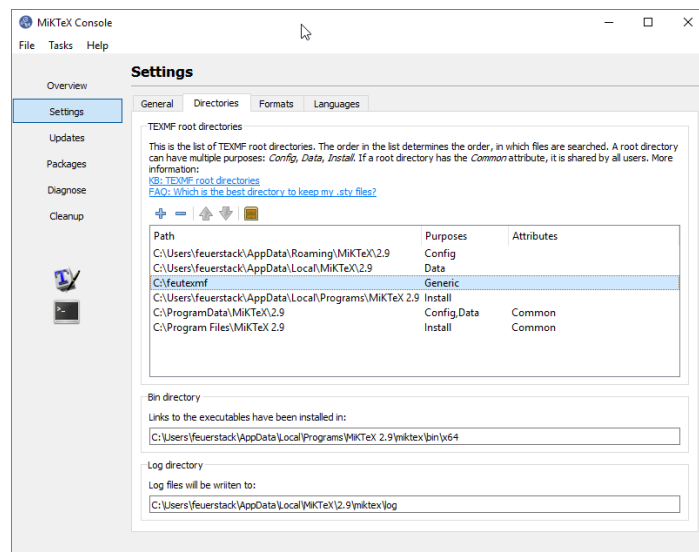 MiKTeX Console
File Tasks Help
Settings
Overview
Settings
Updates
Packages
Diagnose
Cleanup
General Directories Formats Languages
TEXMF root directories
This is the list of TEXMF root directories. The order in the list determines the order, in which files are searched. A root directory
can have multiple purposes: Config, Data, Install. If a root directory has the Common attribute, it is shared by all users. More
information:
KB: TEXMF root directories
FAQ: Which is the best directory to keep my .sty files?
Path Purposes Attributes
C:\Users\feuerstack\AppData\Roaming\MiKTeX\2.9 Config
C:\Users\feuerstack\AppData\Local\MiKTeX\2.9 Data
C:\feutexmf Generic
C:\Users\feuerstack\AppData\Local\Programs\MiKTeX 2.9 Install
C:\ProgramData\MiKTeX\2.9 Config,Data Common
C:\Program Files\MiKTeX 2.9 Install Common
Bin directory
Links to the executables have been installed in:
C:\Users\feuerstack\AppData\Local\Programs\MiKTeX 2.9\miktex\bin\x64
Log directory
Log files will be wriiten to:
C:\Users\feuerstack\AppData\Local\MiKTeX\2.9\miktex\log